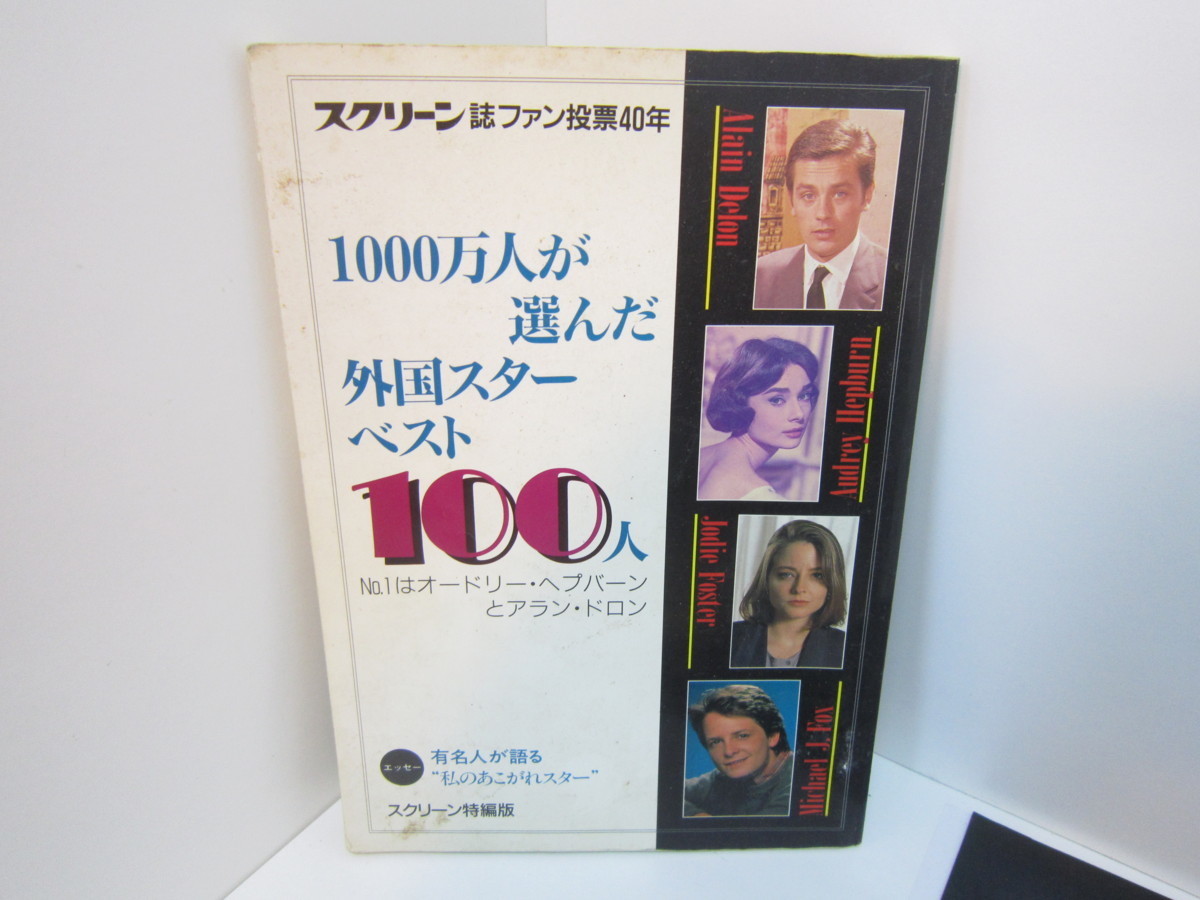 スクリーン誌ファン投票40年
1000万人が
選んだ
外国スター
ベスト
100人
No.1はオードリー・ヘプバーン
とアラン・ドロン
エッセー
有名人が語る
“私のあこがれスター”
スクリーン特編版
Alain Delon
Audrey Hepburn
Jodie Foster
Michael J. Fox